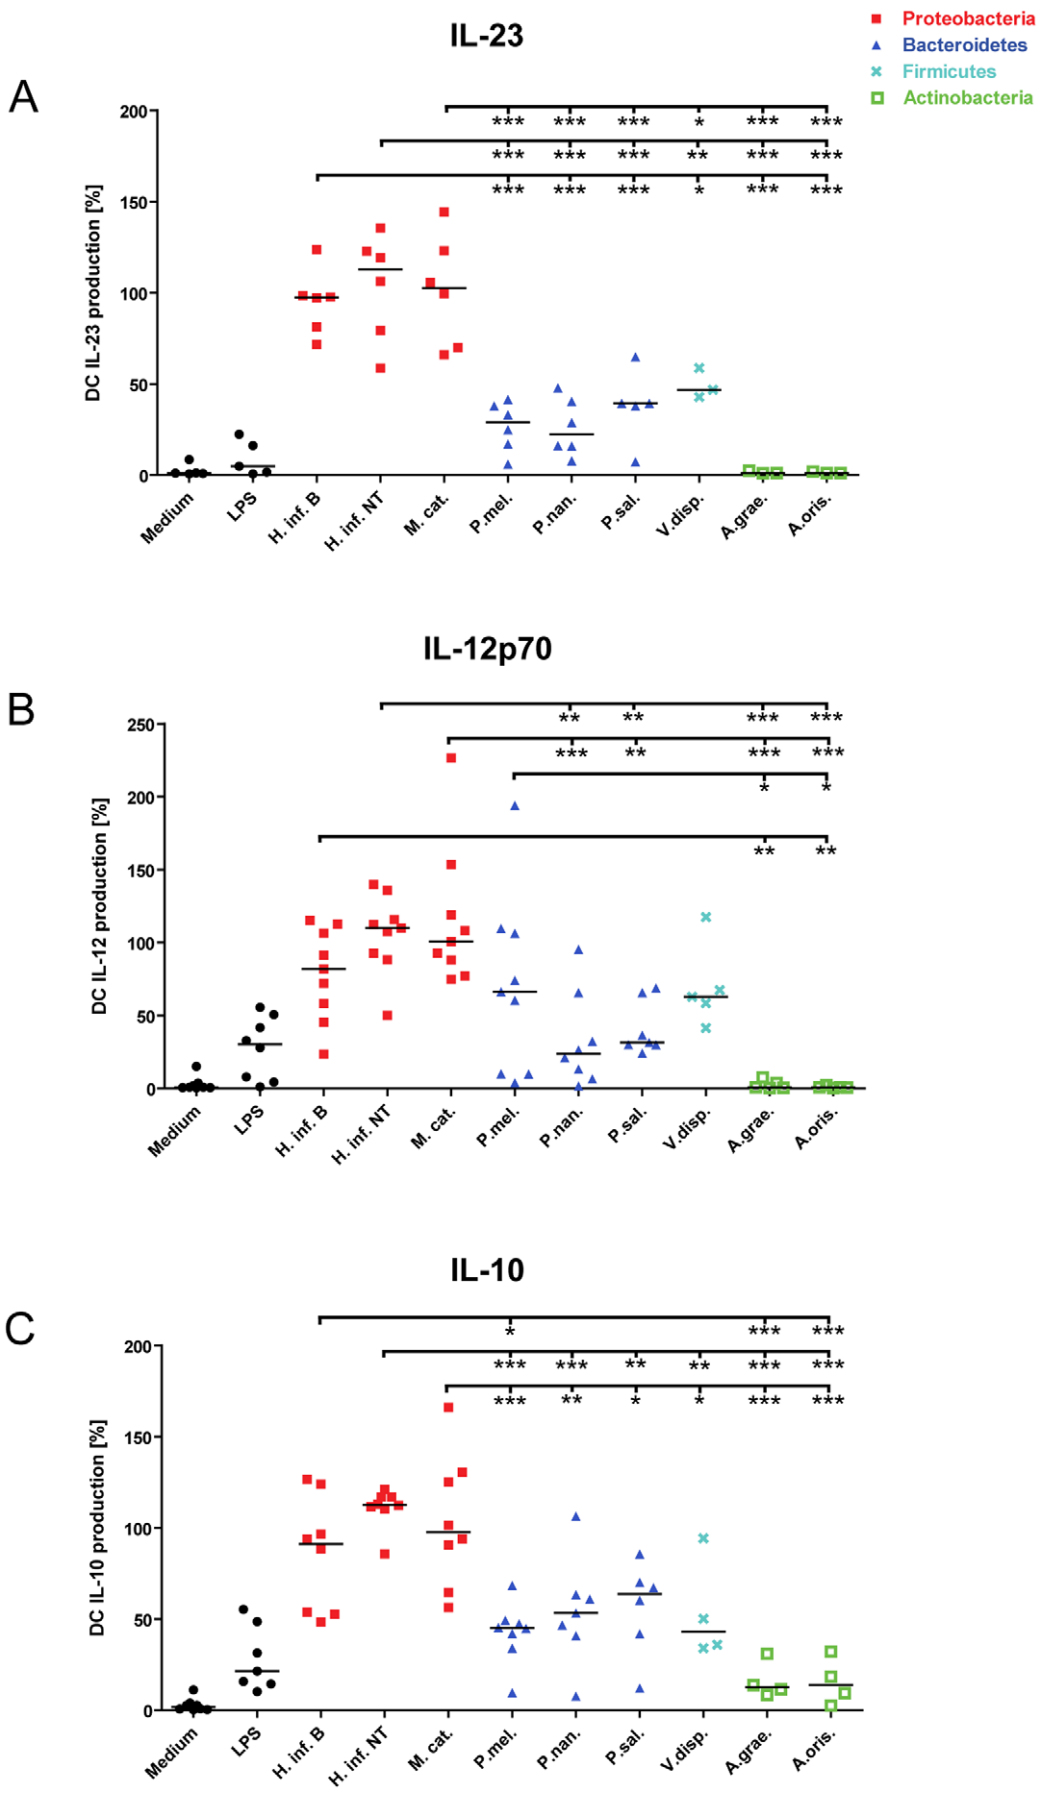 IL-23
Proteobacteria
Bacteroidetes
Firmicutes
Actinobacteria
A
DC IL-23 production [%]
200
150
100
50
0
*** *** *** * *** ***
*** *** *** ** *** ***
*** *** *** * *** ***
Medium LPS H. inf. B H. inf. NT M. cat. P.mel. P.nan. P.sal. V.disp. A.grae. A.oris.
IL-12p70
B
DC IL-12 production [%]
250
200
150
100
50
0
** ** *** ***
*** ** *** ***
* *
** **
Medium LPS H. inf. B H. inf. NT M. cat. P.mel. P.nan. P.sal. V.disp. A.grae. A.oris.
IL-10
C
DC IL-10 production [%]
200
150
100
50
0
* *** ***
*** *** ** ** *** ***
*** ** * * *** ***
Medium LPS H. inf. B H. inf. NT M. cat. P.mel. P.nan. P.sal. V.disp. A.grae. A.oris.